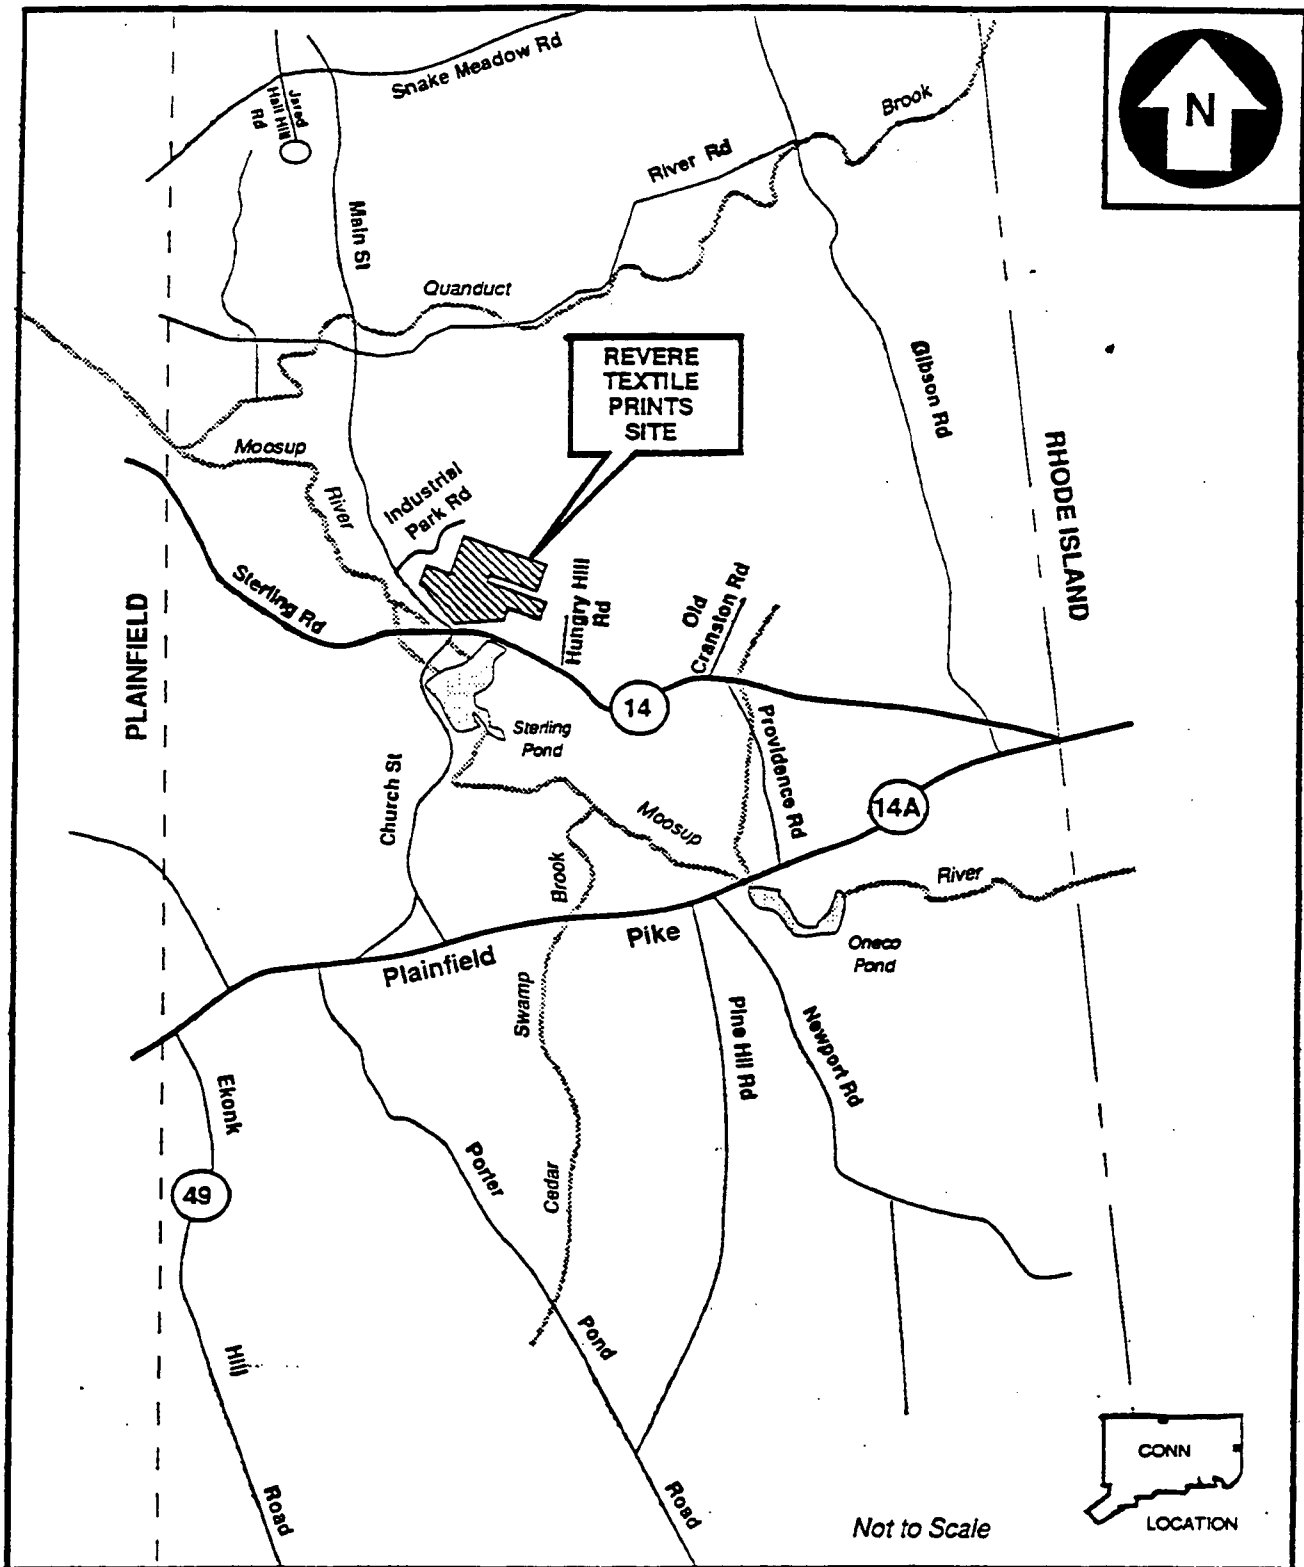 N
Snake Meadow Rd
Jared
Hall Hill
Rd
Brook
River Rd
Main St
Quanduct
REVERE
TEXTILE
PRINTS
SITE
Gibson Rd
RHODE ISLAND
Moosup
River
Industrial
Park Rd
Sterling Rd
Hungry Hill
Rd
Old
Cranston Rd
PLAINFIELD
14
Sterling
Pond
Providence Rd
Church St
Moosup
14A
Brook
River
Plainfield
Pike
Oneco
Pond
Swamp
Pine Hill Rd
Newport Rd
Ekonk
Porter
Cedar
49
Pond
Hill
Road
Road
CONN
LOCATION
Not to Scale